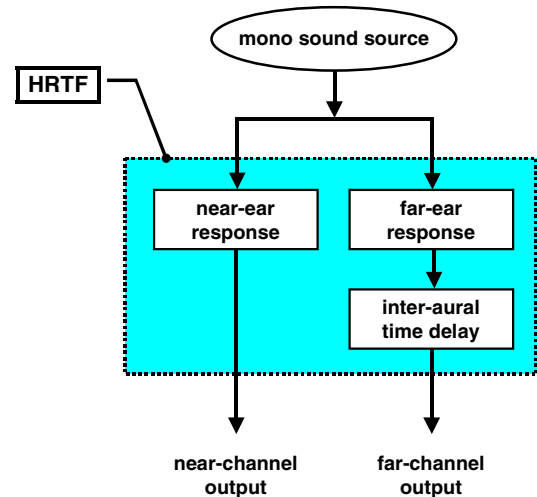 mono sound source
HRTF
near-ear
response
far-ear
response
inter-aural
time delay
near-channel
output
far-channel
output